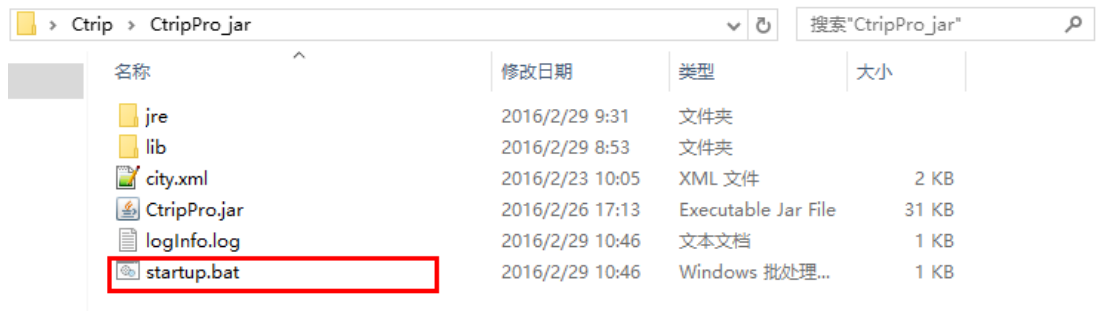 Ctrip > CtripPro_jar 搜索"CtripPro_jar"
名称 修改日期 类型 大小
jre 2016/2/29 9:31 文件夹
lib 2016/2/29 8:53 文件夹
city.xml 2016/2/23 10:05 XML 文件 2 KB
CtripPro.jar 2016/2/26 17:13 Executable Jar File 31 KB
logInfo.log 2016/2/29 10:46 文本文档 1 KB
startup.bat 2016/2/29 10:46 Windows 批处理... 1 KB